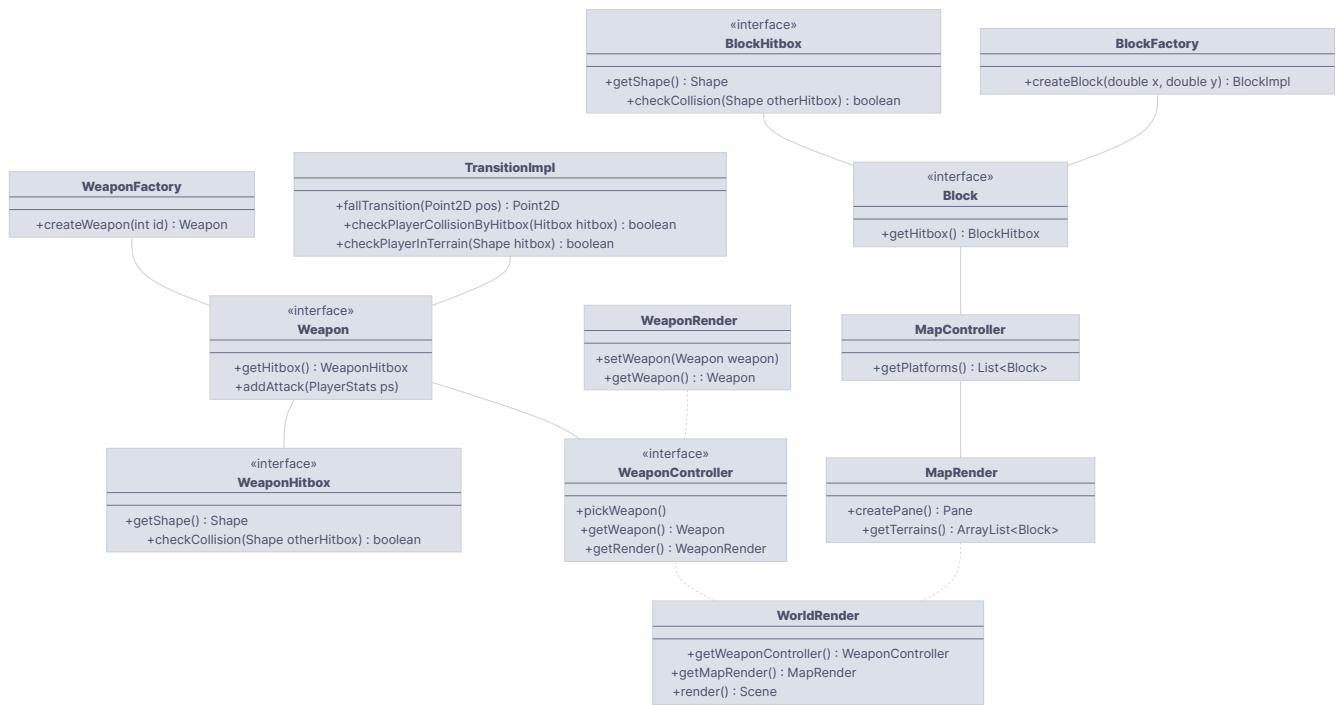 «interface»
BlockHitbox
+getShape() : Shape
+checkCollision(Shape otherHitbox) : boolean
BlockFactory
+createBlock(double x, double y) : BlockImpl
WeaponFactory
+createWeapon(int id) : Weapon
TransitionImpl
+fallTransition(Point2D pos) : Point2D
+checkPlayerCollisionByHitbox(Hitbox hitbox) : boolean
+checkPlayerInTerrain(Shape hitbox) : boolean
«interface»
Block
+getHitbox() : BlockHitbox
«interface»
Weapon
+getHitbox() : WeaponHitbox
+addAttack(PlayerStats ps)
WeaponRender
+setWeapon(Weapon weapon)
+getWeapon() : : Weapon
MapController
+getPlatforms() : List<Block>
«interface»
WeaponHitbox
+getShape() : Shape
+checkCollision(Shape otherHitbox) : boolean
«interface»
WeaponController
+pickWeapon()
+getWeapon() : Weapon
+getRender() : WeaponRender
MapRender
+createPane() : Pane
+getTerrains() : ArrayList<Block>
WorldRender
+getWeaponController() : WeaponController
+getMapRender() : MapRender
+render() : Scene